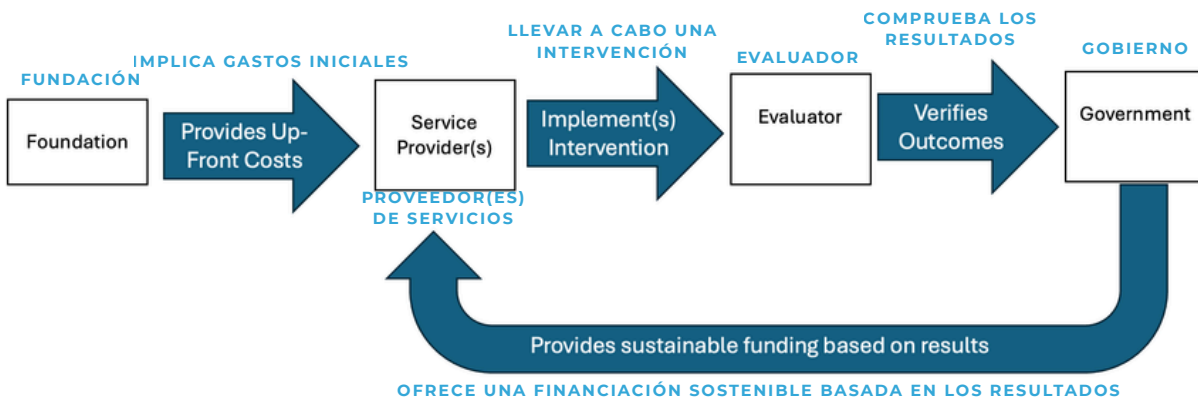 FUNDACIÓN
Foundation
IMPLICA GASTOS INICIALES
Provides Up-
Front Costs
Service
Provider(s)
PROVEEDOR(ES)
DE SERVICIOS
LLEVAR A CABO UNA
INTERVENCIÓN
Implement(s)
Intervention
EVALUADOR
Evaluator
COMPRUEBA LOS
RESULTADOS
Verifies
Outcomes
GOBIERNO
Government
Provides sustainable funding based on results
OFRECE UNA FINANCIACIÓN SOSTENIBLE BASADA EN LOS RESULTADOS